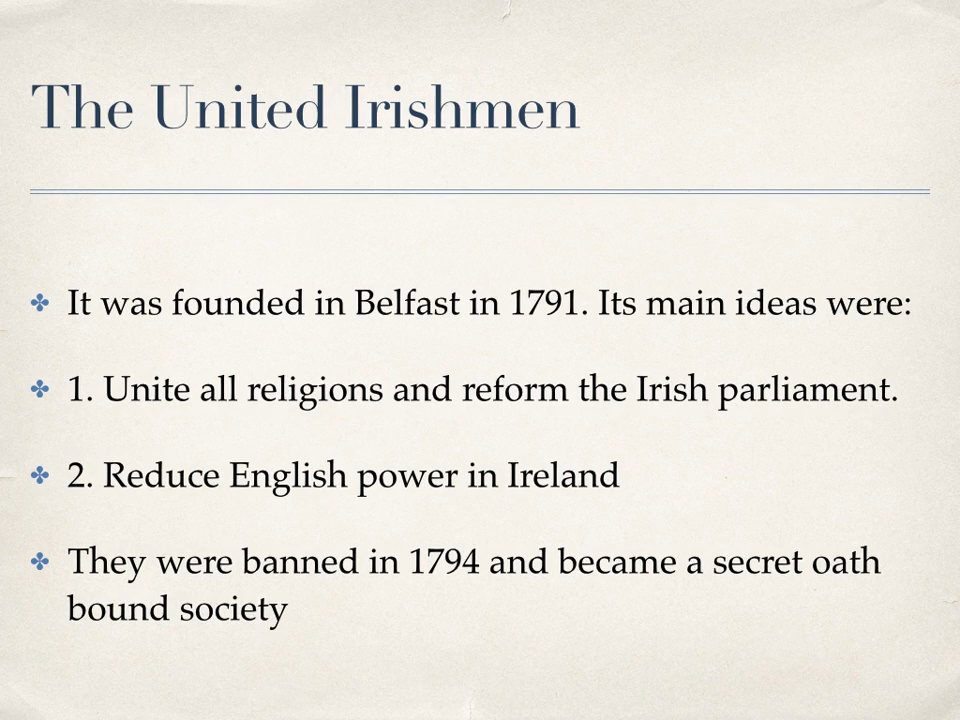 The United Irishmen
It was founded in Belfast in 1791. Its main ideas were:
1. Unite all religions and reform the Irish parliament.
2. Reduce English power in Ireland
They were banned in 1794 and became a secret oath
bound society